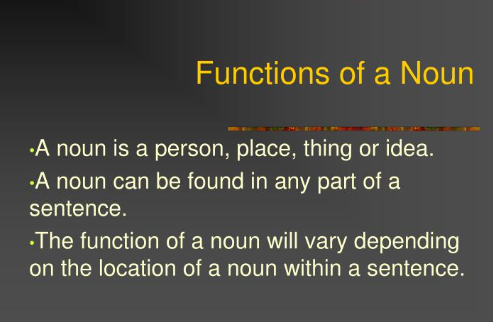 Functions of a Noun
•A noun is a person, place, thing or idea.
•A noun can be found in any part of a
sentence.
•The function of a noun will vary depending
on the location of a noun within a sentence.